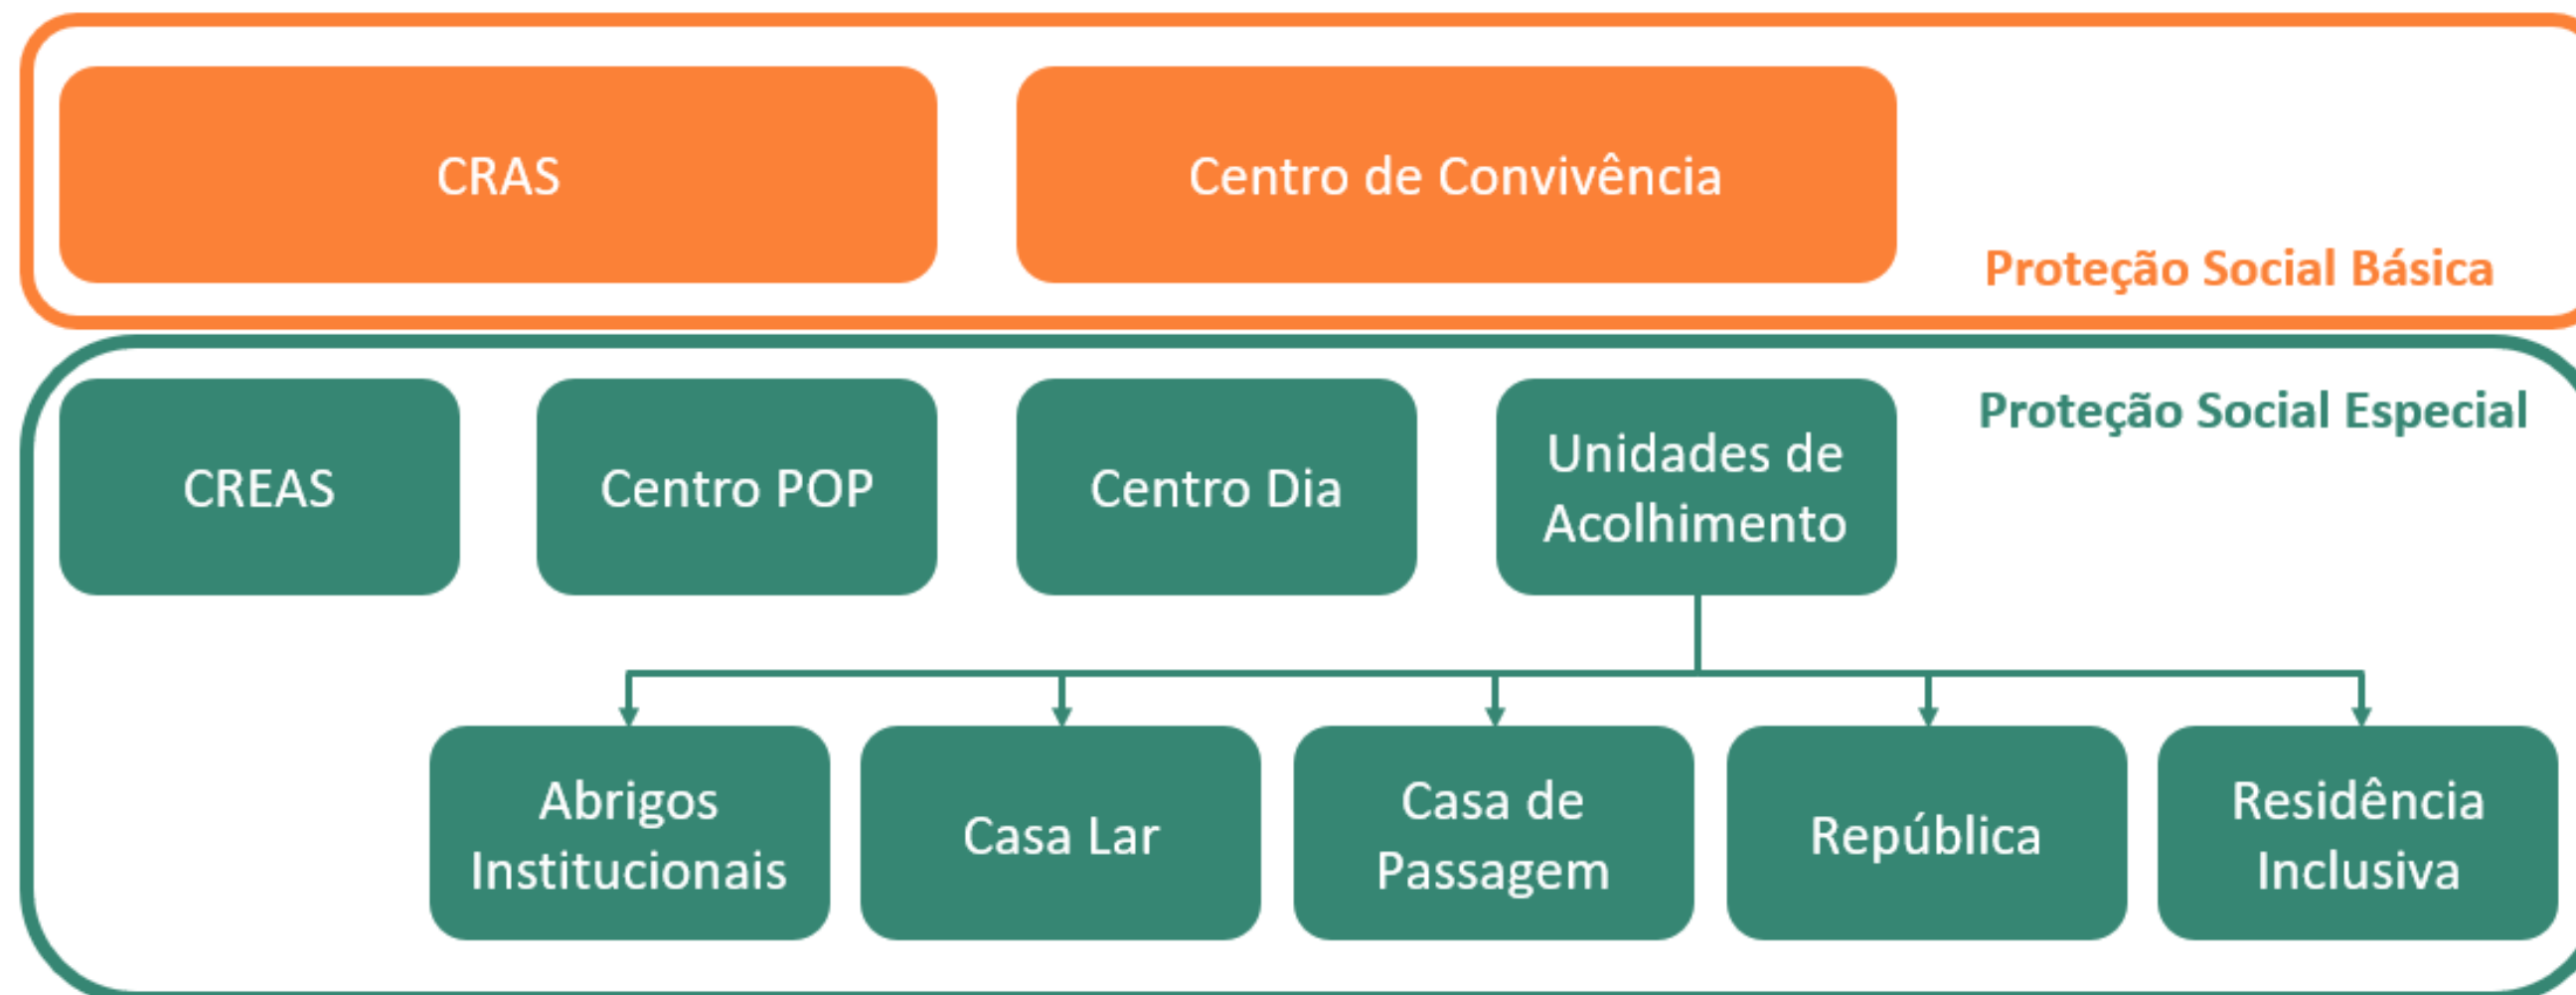 CRAS
Centro de Convivência
Proteção Social Básica
Proteção Social Especial
CREAS
Centro POP
Centro Dia
Unidades de
Acolhimento
Abrigos
Institucionais
Casa Lar
Casa de
Passagem
República
Residência
Inclusiva